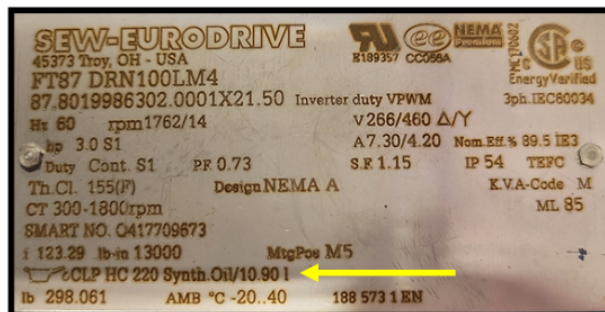 SEW-EURODRIVE
45373 Troy, OH - USA
E189357 CC056A
NEMA Premium
MC170602
C US
EnergyVerified
FT87 DRN100LM4
87.8019986302.0001X21.50 Inverter duty VPWM 3ph.IEC60034
Hz 60 rpm 1762/14 V 266/460 Δ/Y
hp 3.0 S1 A 7.30/4.20 Nom.Eff.% 89.5 IE3
Duty Cont. S1 P.F. 0.73 S.F. 1.15 IP 54 TEFC
Th.Cl. 155(F) Design NEMA A K.V.A-Code M
CT 300-1800rpm ML 85
SMART NO. 0417709673
i 123.29 lb-in 13000 MtgPos M5
CLP HC 220 Synth.Oil/10.90 l
lb 298.061 AMB °C -20..40 188 573 1 EN